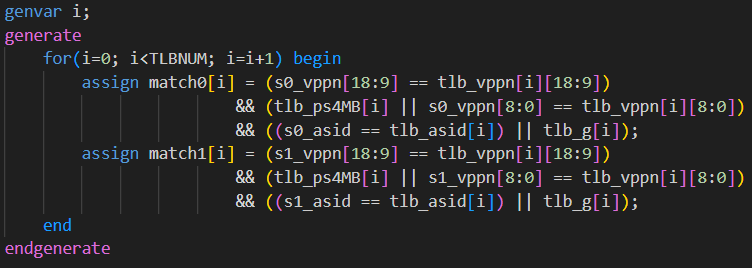 genvar i;
generate
    for(i=0; i<TLBNUM; i=i+1) begin
        assign match0[i] = (s0_vppn[18:9] == tlb_vppn[i][18:9])
                        && (tlb_ps4MB[i] || s0_vppn[8:0] == tlb_vppn[i][8:0])
                        && ((s0_asid == tlb_asid[i]) || tlb_g[i]);
        assign match1[i] = (s1_vppn[18:9] == tlb_vppn[i][18:9])
                        && (tlb_ps4MB[i] || s1_vppn[8:0] == tlb_vppn[i][8:0])
                        && ((s1_asid == tlb_asid[i]) || tlb_g[i]);
    end
endgenerate